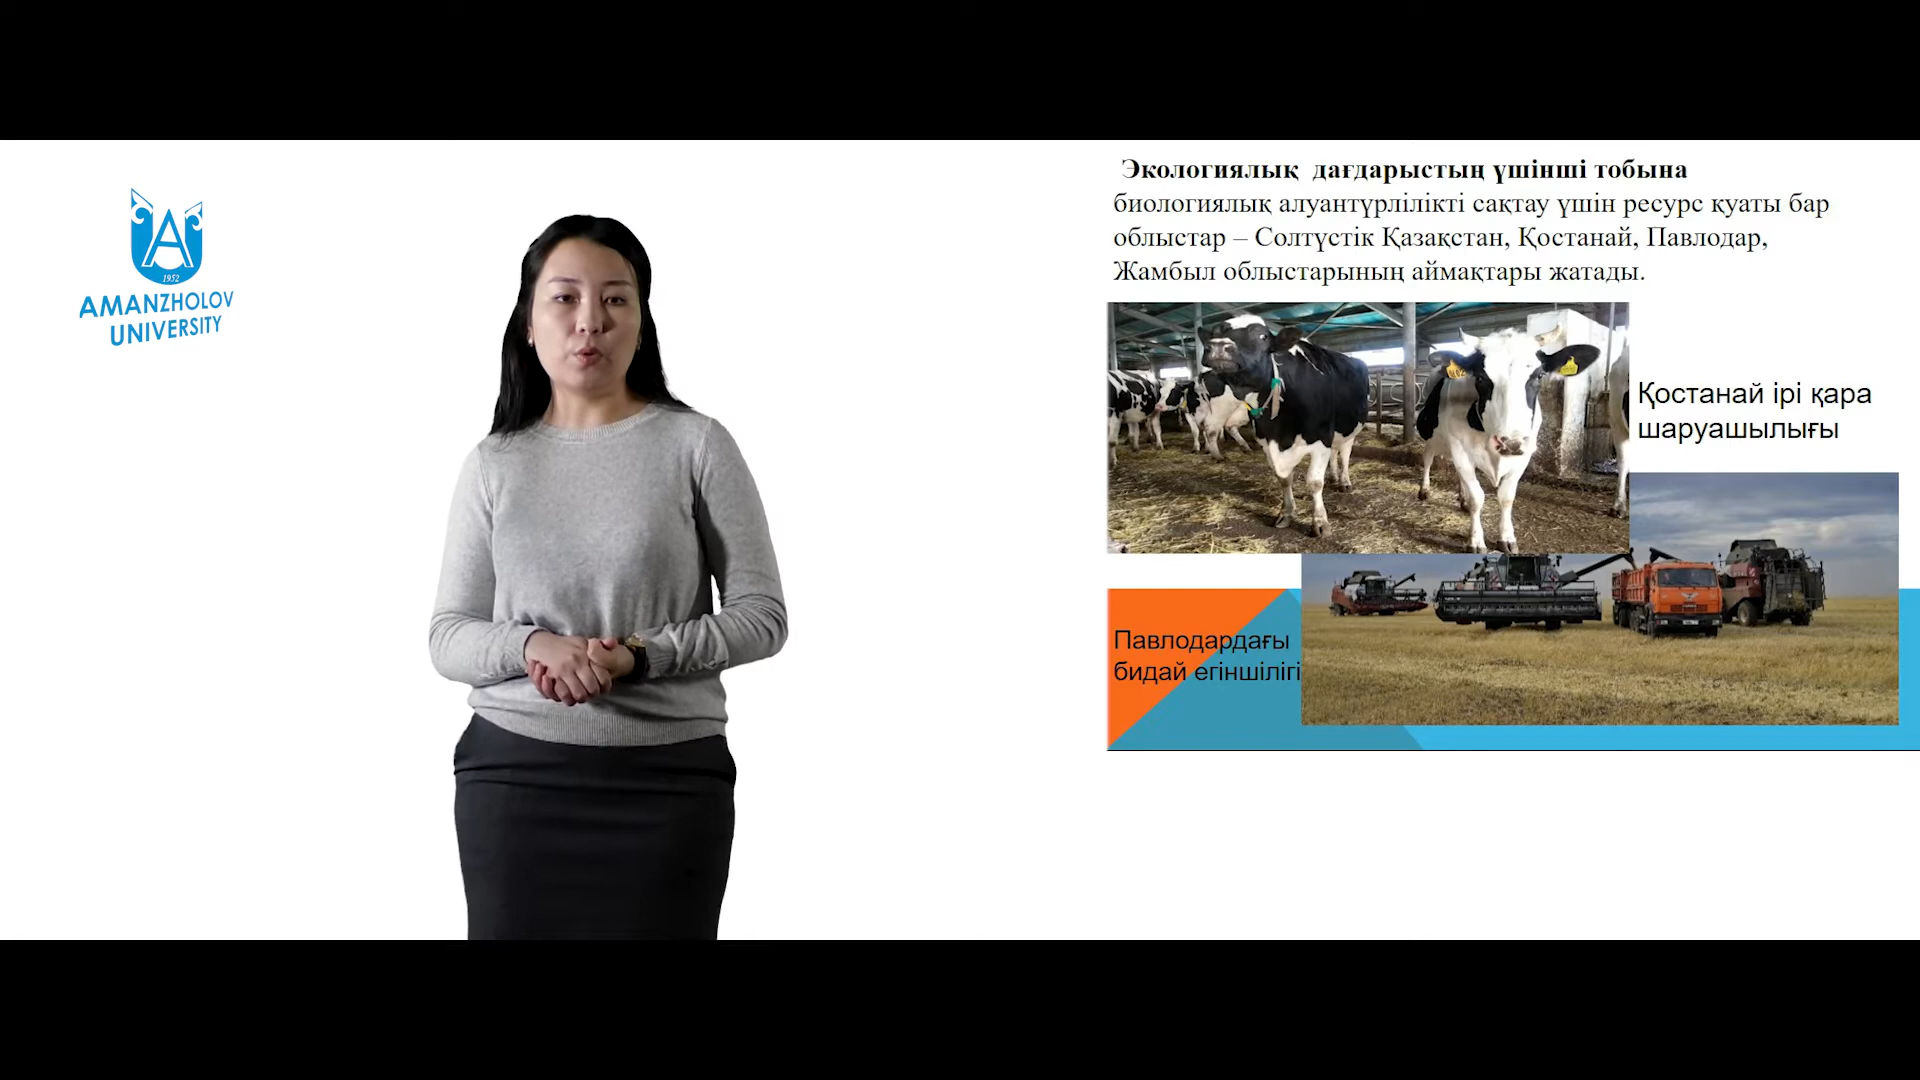 1952
AMANZHOLOV
UNIVERSITY
Экологиялық дағдарыстың үшінші тобына
биологиялық алуантүрлілікті сақтау үшін ресурс қуаты бар
облыстар – Солтүстік Қазақстан, Қостанай, Павлодар,
Жамбыл облыстарының аймақтары жатады.
Қостанай ірі қара
шаруашылығы
Павлодардағы
бидай егіншілігі